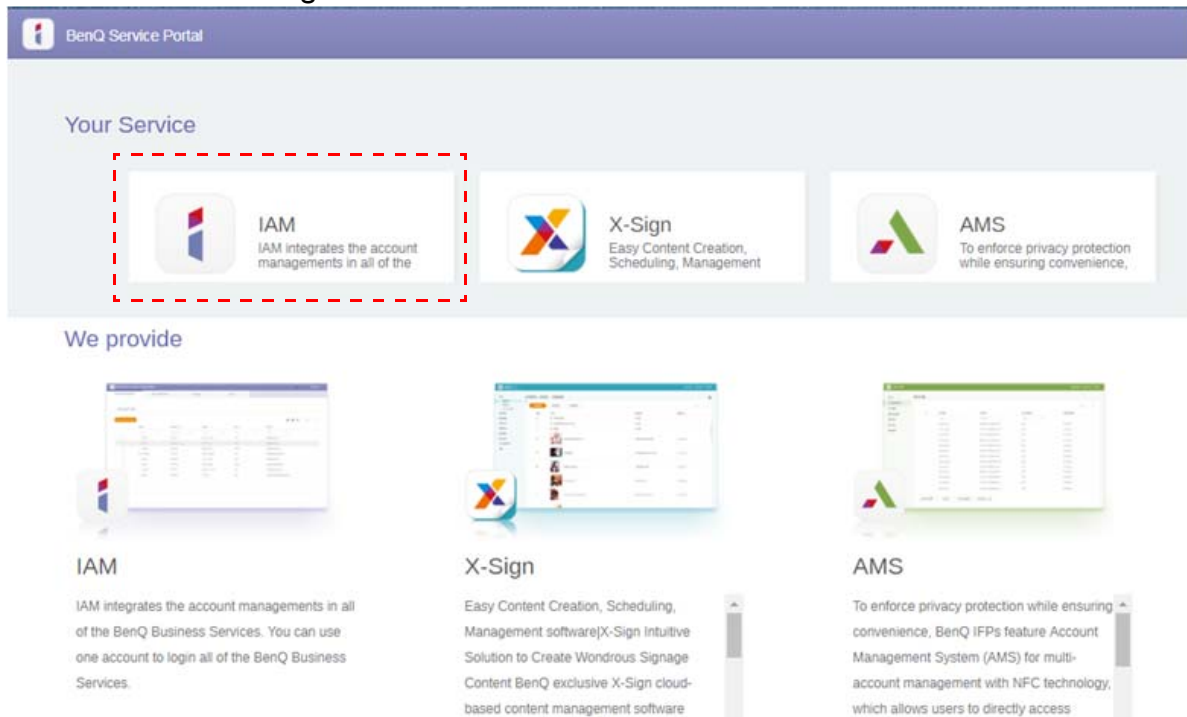 BenQ Service Portal
Your Service
IAM
IAM integrates the account
managements in all of the
X-Sign
Easy Content Creation,
Scheduling, Management
AMS
To enforce privacy protection
while ensuring convenience,
We provide
IAM
IAM integrates the account managements in all
of the BenQ Business Services. You can use
one account to login all of the BenQ Business
Services.
X-Sign
Easy Content Creation, Scheduling,
Management software|X-Sign Intuitive
Solution to Create Wondrous Signage
Content BenQ exclusive X-Sign cloud-
based content management software
AMS
To enforce privacy protection while ensuring
convenience, BenQ IFPs feature Account
Management System (AMS) for multi-
account management with NFC technology,
which allows users to directly access